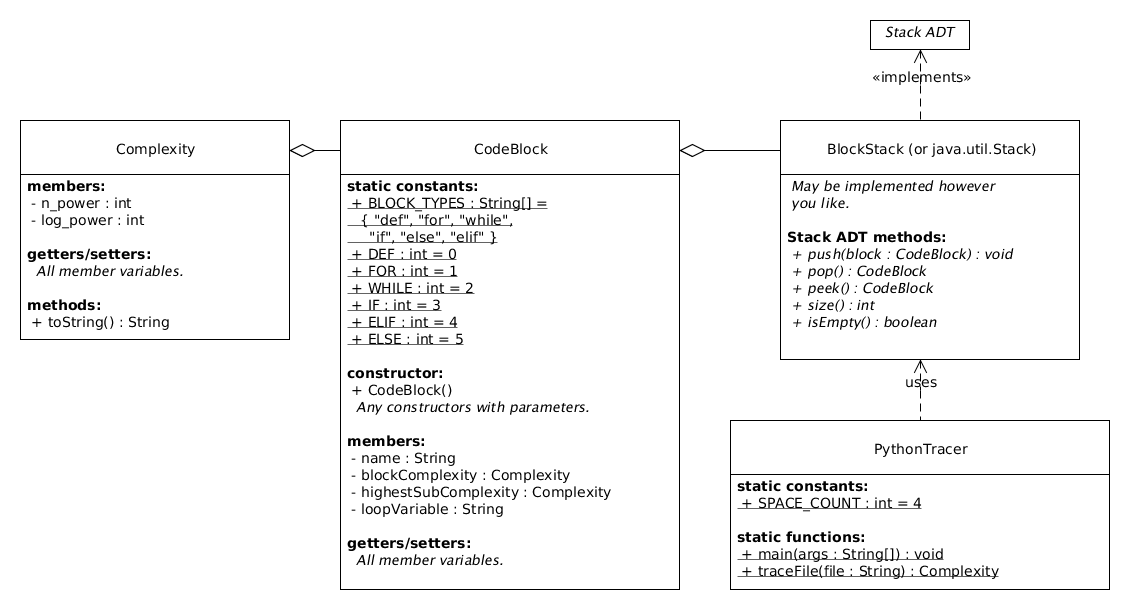 Stack ADT
«implements»
Complexity
members:
- n_power : int
- log_power : int
getters/setters:
All member variables.
methods:
+ toString() : String
CodeBlock
static constants:
+ BLOCK_TYPES : String[] =
{ "def", "for", "while",
"if", "else", "elif" }
+ DEF : int = 0
+ FOR : int = 1
+ WHILE : int = 2
+ IF : int = 3
+ ELIF : int = 4
+ ELSE : int = 5
constructor:
+ CodeBlock()
Any constructors with parameters.
members:
- name : String
- blockComplexity : Complexity
- highestSubComplexity : Complexity
- loopVariable : String
getters/setters:
All member variables.
BlockStack (or java.util.Stack)
May be implemented however
you like.
Stack ADT methods:
+ push(block : CodeBlock) : void
+ pop() : CodeBlock
+ peek() : CodeBlock
+ size() : int
+ isEmpty() : boolean
uses
PythonTracer
static constants:
+ SPACE_COUNT : int = 4
static functions:
+ main(args : String[]) : void
+ traceFile(file : String) : Complexity